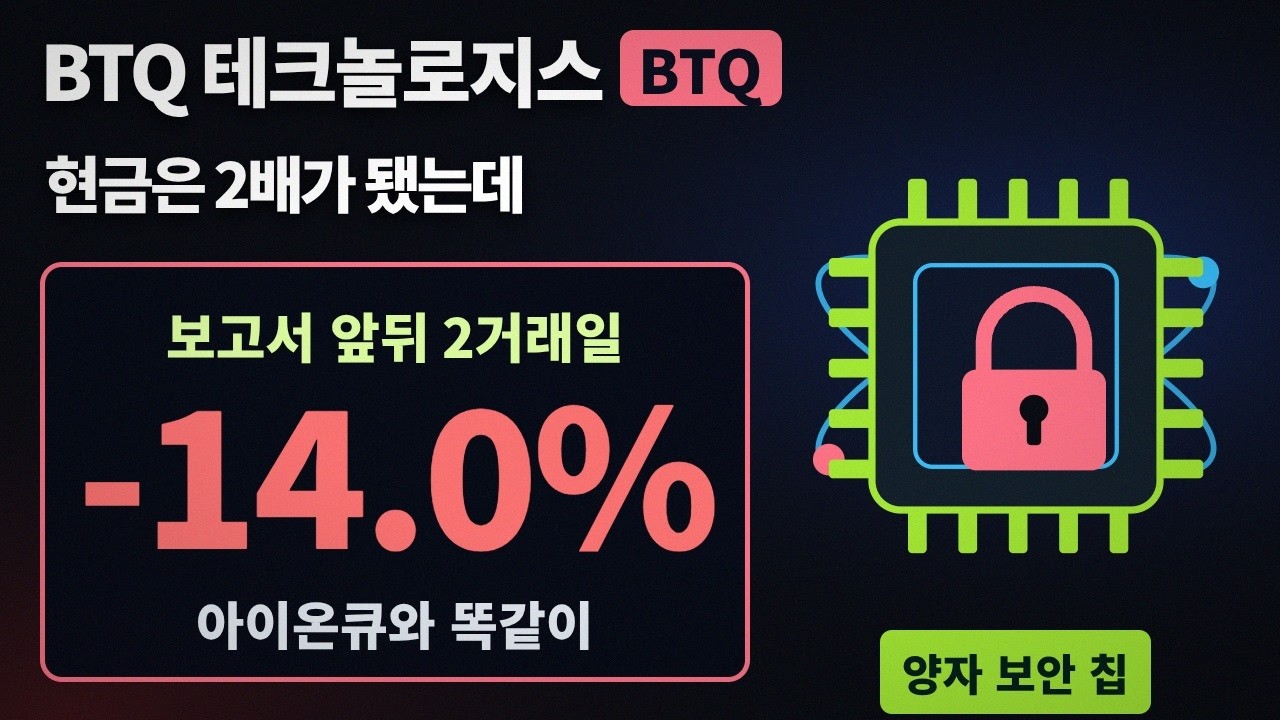 BTQ 테크놀로지스 BTQ
현금은 2배가 됐는데
보고서 앞뒤 2거래일
-14.0%
아이온큐와 똑같이
양자 보안 칩